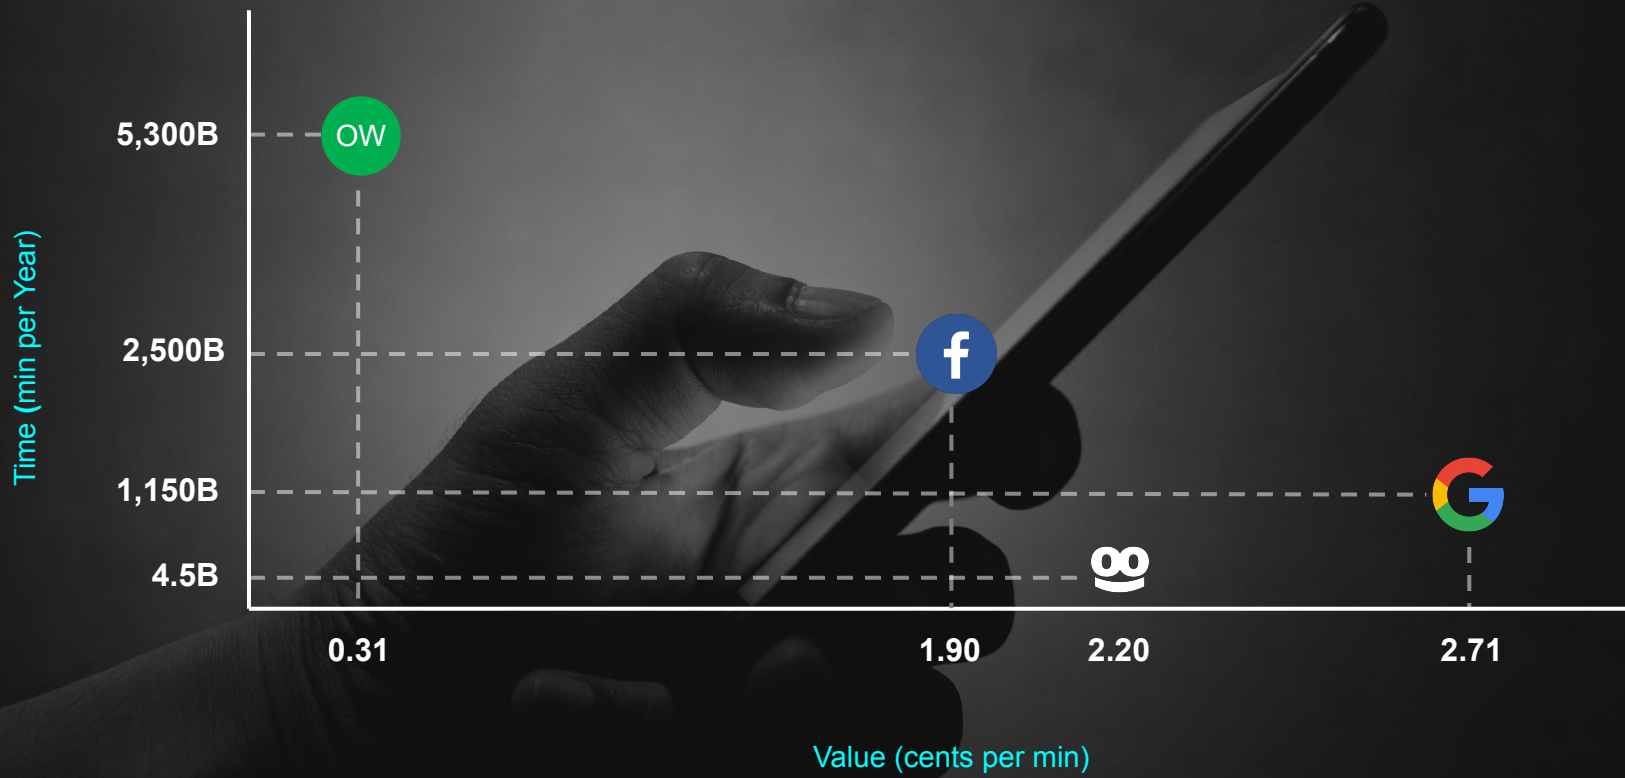 5,300B
OW
2,500B
f
1,150B
G
4.5B
0.31
1.90
2.20
2.71
Time (min per Year)
Value (cents per min)